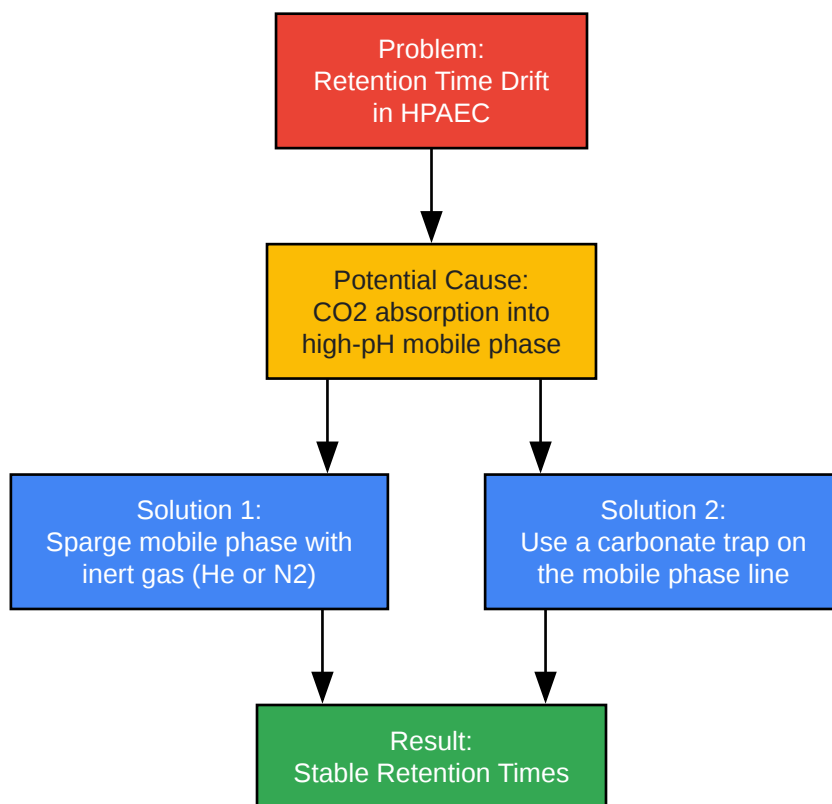 Problem:
Retention Time Drift
in HPAEC
Potential Cause:
CO2 absorption into
high-pH mobile phase
Solution 1:
Sparge mobile phase with
inert gas (He or N2)
Solution 2:
Use a carbonate trap on
the mobile phase line
Result:
Stable Retention Times